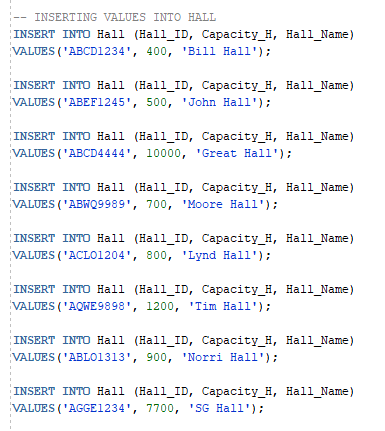 -- INSERTING VALUES INTO HALL
INSERT INTO Hall (Hall_ID, Capacity_H, Hall_Name)
VALUES('ABCD1234', 400, 'Bill Hall');
INSERT INTO Hall (Hall_ID, Capacity_H, Hall_Name)
VALUES('ABEF1245', 500, 'John Hall');
INSERT INTO Hall (Hall_ID, Capacity_H, Hall_Name)
VALUES('ABCD4444', 10000, 'Great Hall');
INSERT INTO Hall (Hall_ID, Capacity_H, Hall_Name)
VALUES('ABWQ9989', 700, 'Moore Hall');
INSERT INTO Hall (Hall_ID, Capacity_H, Hall_Name)
VALUES('ACLO1204', 800, 'Lynd Hall');
INSERT INTO Hall (Hall_ID, Capacity_H, Hall_Name)
VALUES('AQWE9898', 1200, 'Tim Hall');
INSERT INTO Hall (Hall_ID, Capacity_H, Hall_Name)
VALUES('ABLO1313', 900, 'Norri Hall');
INSERT INTO Hall (Hall_ID, Capacity_H, Hall_Name)
VALUES('AGGE1234', 7700, 'SG Hall');